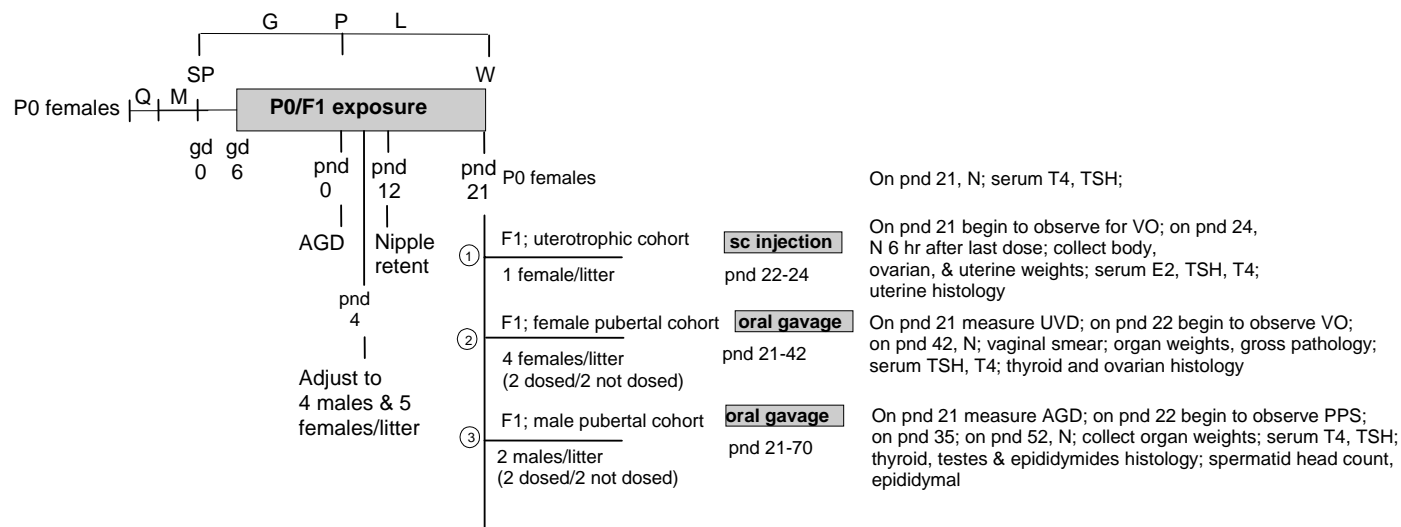 G P L
SP W
P0 females Q M P0/F1 exposure
gd gd pnd pnd pnd
0 6 0 12 21
P0 females
On pnd 21, N; serum T4, TSH;
AGD
Nipple
retent
pnd
4
Adjust to
4 males & 5
females/litter
1
F1; uterotrophic cohort
1 female/litter
sc injection
pnd 22-24
On pnd 21 begin to observe for VO; on pnd 24,
N 6 hr after last dose; collect body,
ovarian, & uterine weights; serum E2, TSH, T4;
uterine histology
2
F1; female pubertal cohort
4 females/litter
(2 dosed/2 not dosed)
oral gavage
pnd 21-42
On pnd 21 measure UVD; on pnd 22 begin to observe VO;
on pnd 42, N; vaginal smear; organ weights, gross pathology;
serum TSH, T4; thyroid and ovarian histology
3
F1; male pubertal cohort
2 males/litter
(2 dosed/2 not dosed)
oral gavage
pnd 21-70
On pnd 21 measure AGD; on pnd 22 begin to observe PPS;
on pnd 35; on pnd 52, N; collect organ weights; serum T4, TSH;
thyroid, testes & epididymides histology; spermatid head count,
epididymal